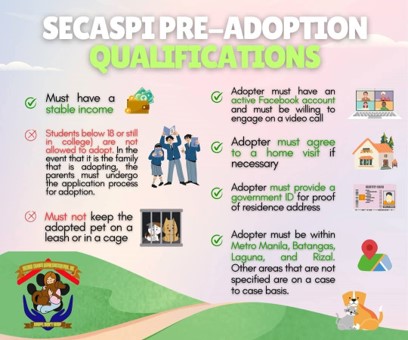 SECASPI PRE-ADOPTION
QUALIFICATIONS
Must have a
stable income
Students below 18 or still
in college) are not
allowed to adopt. In the
event that it is the family
that is adopting, the
parents must undergo
the application process
for adoption.
Must not keep the
adopted pet on a
leash or in a cage
Adopter must have an
active Facebook account
and must be willing to
engage on a video call
Adopter must agree
to a home visit if
necessary
Adopter must provide a
government ID for proof
of residence address
Adopter must be within
Metro Manila, Batangas,
Laguna, and Rizal.
Other areas that are not
specified are on a case
to case basis.